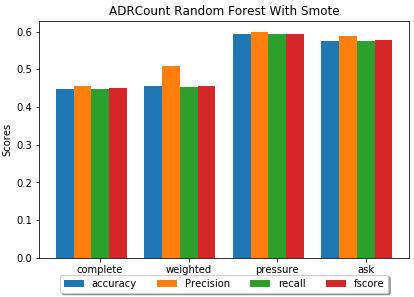 ADRCount Random Forest With Smote
0.6
0.5
0.4
0.3
0.2
0.1
0.0
Scores
complete weighted pressure ask
accuracy Precision recall fscore